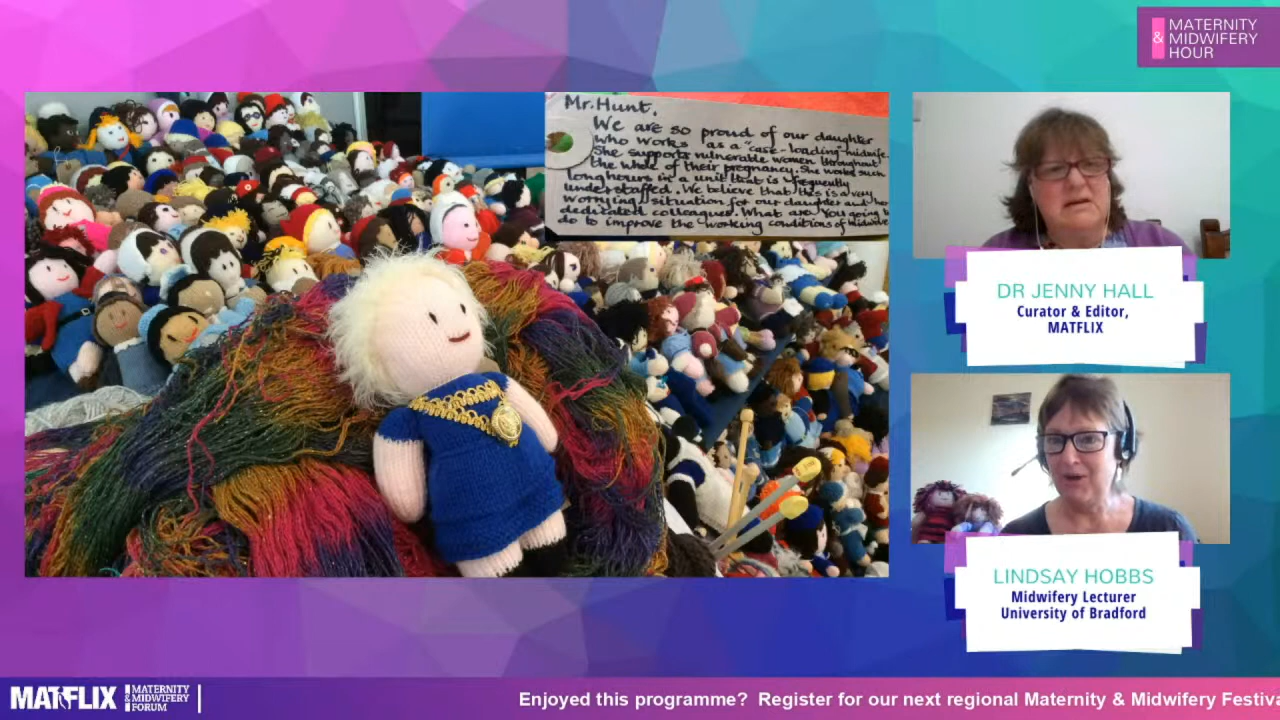 MATERNITY
& MIDWIFERY
HOUR
Mr. Hunt,
We are so proud of our daughter
who works as a "case-loading midwife.
She supports vulnerable women throughout
the whole of their pregnancy. She works such
long hours in a unit that is frequently
understaffed. We believe that this is a very
worrying situation for our daughter and her
dedicated colleagues. What are you going
do to improve the working conditions of
DR JENNY HALL
Curator & Editor,
MATFLIX
LINDSAY HOBBS
Midwifery Lecturer
University of Bradford
MATFLIX
MATERNITY
& MIDWIFERY
FORUM
Enjoyed this programme? Register for our next regional Maternity & Midwifery Festiva